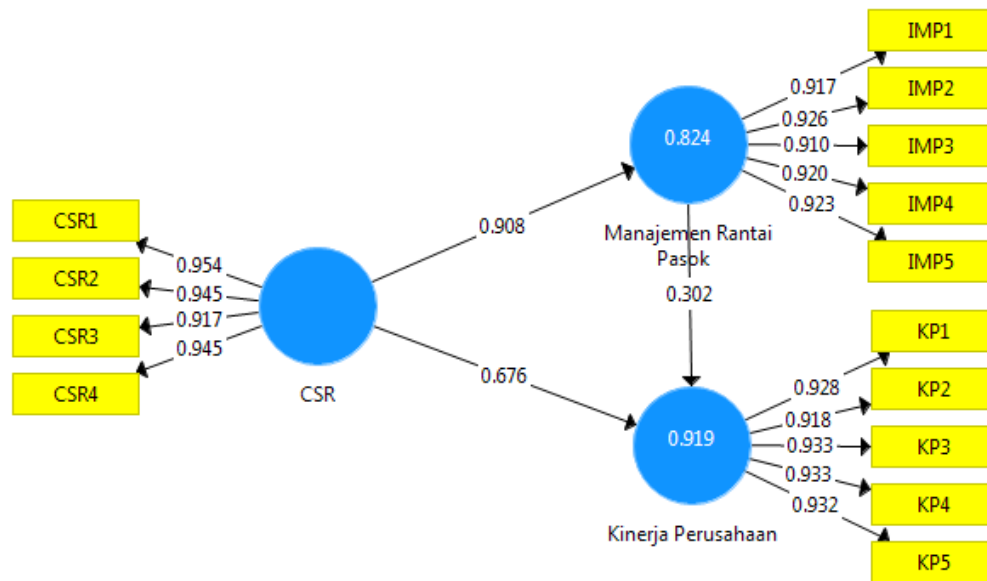 IMP1
0.917
IMP2
0.926
0.824
IMP3
0.910
0.920
IMP4
0.923
IMP5
Manajemen Rantai
Pasok
CSR1
0.954
CSR2
0.945
CSR3
0.917
0.945
CSR4
CSR
0.908
0.302
0.676
KP1
0.928
KP2
0.918
0.919
KP3
0.933
0.933
KP4
0.932
KP5
Kinerja Perusahaan